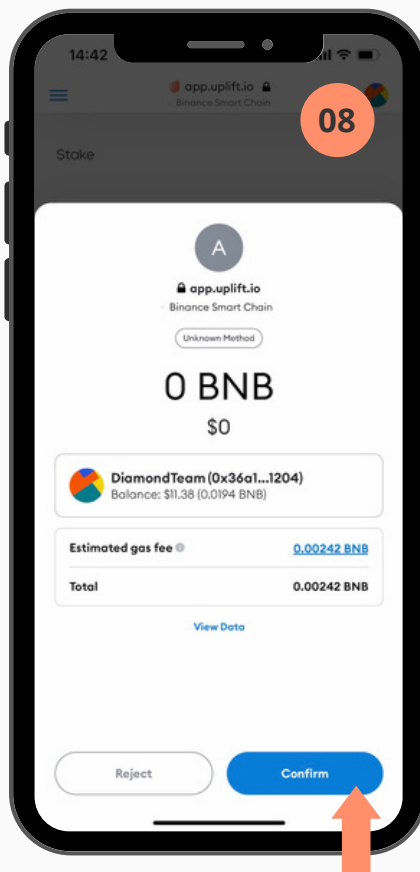 14:42
app.uplift.io
Binance Smart Chain
08
Stake
A
app.uplift.io
Binance Smart Chain
Unknown Method
0 BNB
$0
DiamondTeam (0x36a1...1204)
Balance: $11.38 (0.0194 BNB)
Estimated gas fee 0.00242 BNB
Total 0.00242 BNB
View Data
Reject Confirm